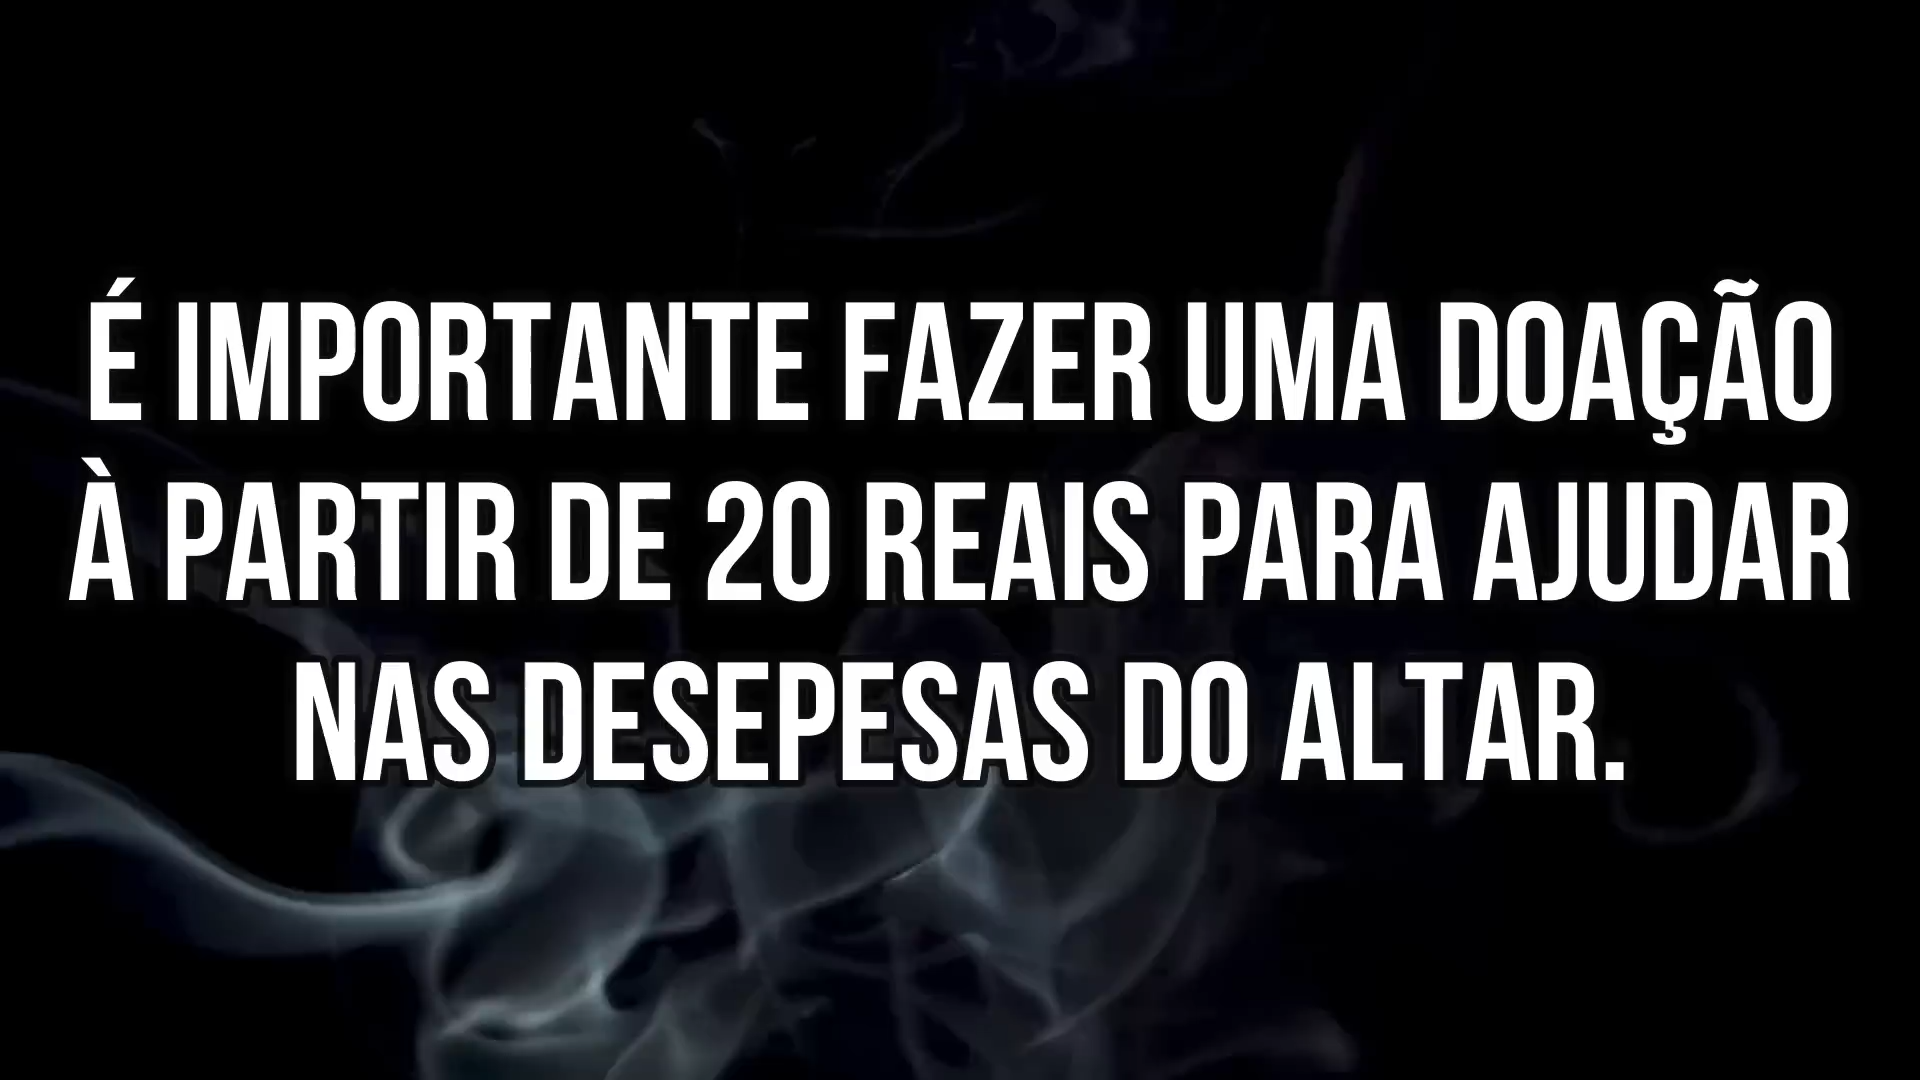 É IMPORTANTE FAZER UMA DOAÇÃO
À PARTIR DE 20 REAIS PARA AJUDAR
NAS DESEPESAS DO ALTAR.